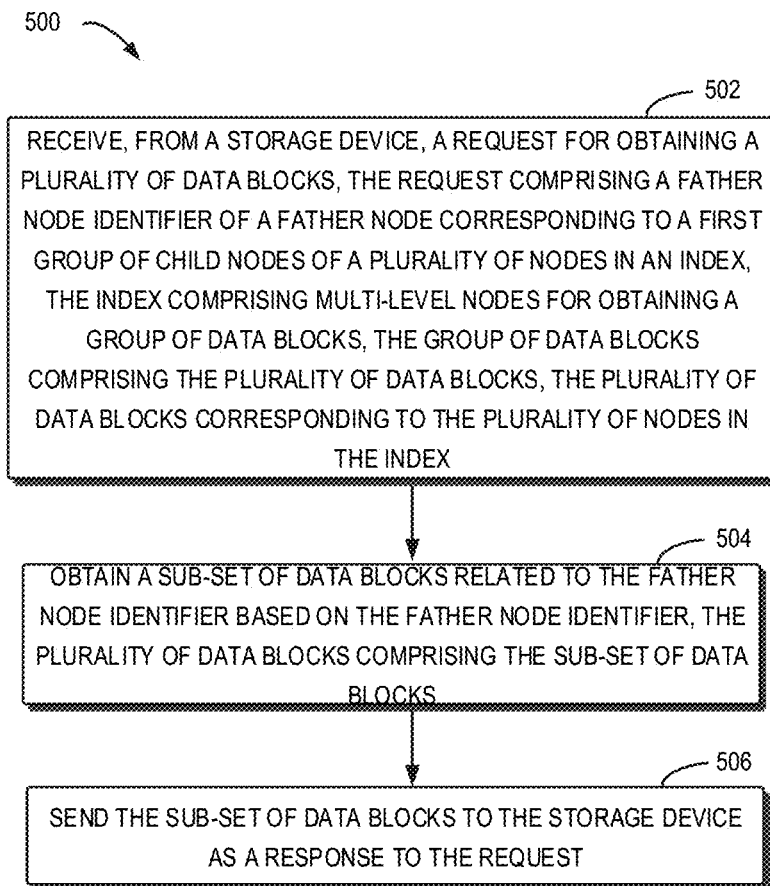 500
502
RECEIVE, FROM A STORAGE DEVICE, A REQUEST FOR OBTAINING A
PLURALITY OF DATA BLOCKS, THE REQUEST COMPRISING A FATHER
NODE IDENTIFIER OF A FATHER NODE CORRESPONDING TO A FIRST
GROUP OF CHILD NODES OF A PLURALITY OF NODES IN AN INDEX,
THE INDEX COMPRISING MULTI-LEVEL NODES FOR OBTAINING A
GROUP OF DATA BLOCKS, THE GROUP OF DATA BLOCKS
COMPRISING THE PLURALITY OF DATA BLOCKS, THE PLURALITY OF
DATA BLOCKS CORRESPONDING TO THE PLURALITY OF NODES IN
THE INDEX
504
OBTAIN A SUB-SET OF DATA BLOCKS RELATED TO THE FATHER
NODE IDENTIFIER BASED ON THE FATHER NODE IDENTIFIER, THE
PLURALITY OF DATA BLOCKS COMPRISING THE SUB-SET OF DATA
BLOCKS
506
SEND THE SUB-SET OF DATA BLOCKS TO THE STORAGE DEVICE
AS A RESPONSE TO THE REQUEST